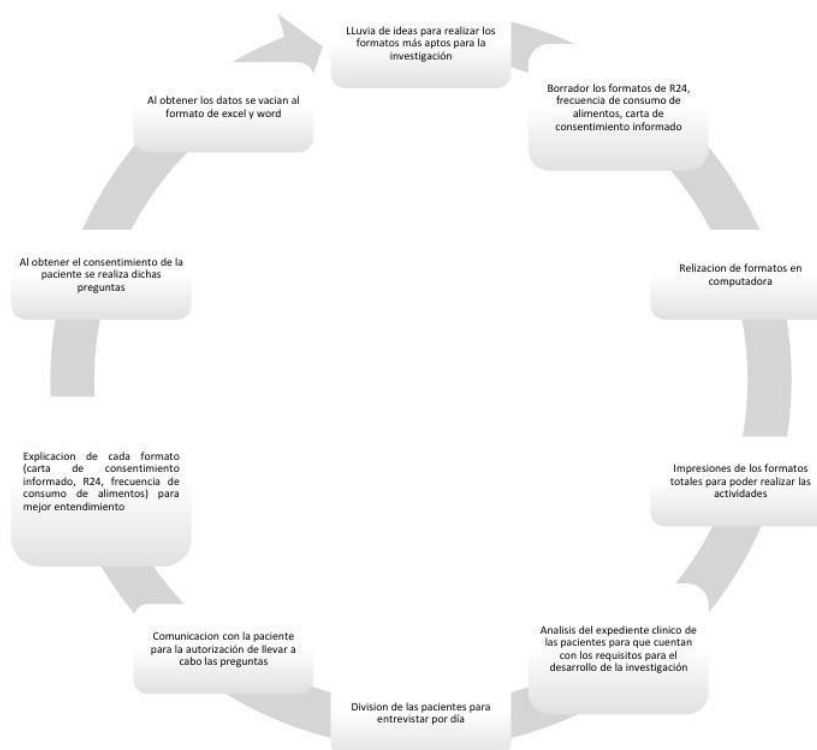 LLuvia de ideas para realizar los
formatos más aptos para la
investigación
Borrador los formatos de R24,
frecuencia de consumo de
alimentos, carta de
consentimiento informado
Relizacion de formatos en
computadora
Impresiones de los formatos
totales para poder realizar las
actividades
Analisis del expediente clinico de
las pacientes para que cuentan
con los requisitos para el
desarrollo de la investigación
Division de las pacientes para
entrevistar por día
Comunicacion con la paciente
para la autorización de llevar a
cabo las preguntas
Explicacion de cada formato
(carta de consentimiento
informado, R24, frecuencia de
consumo de alimentos) para
mejor entendimiento
Al obtener el consentimiento de la
paciente se realiza dichas
preguntas
Al obtener los datos se vacian al
formato de excel y word